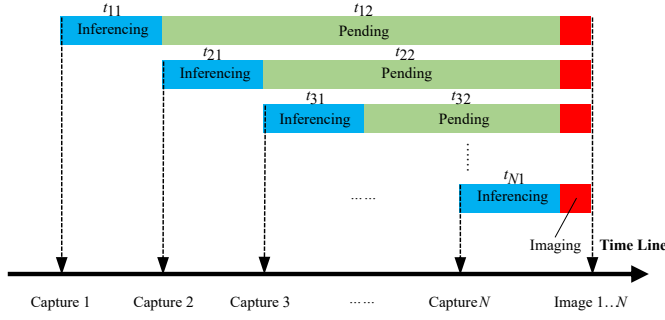 t11 t12
Inferencing Pending
t21 t22
Inferencing Pending
t31 t32
Inferencing Pending
......
tN1
...... Inferencing
Imaging Time Line
Capture 1 Capture 2 Capture 3 ...... Capture N Image 1…N